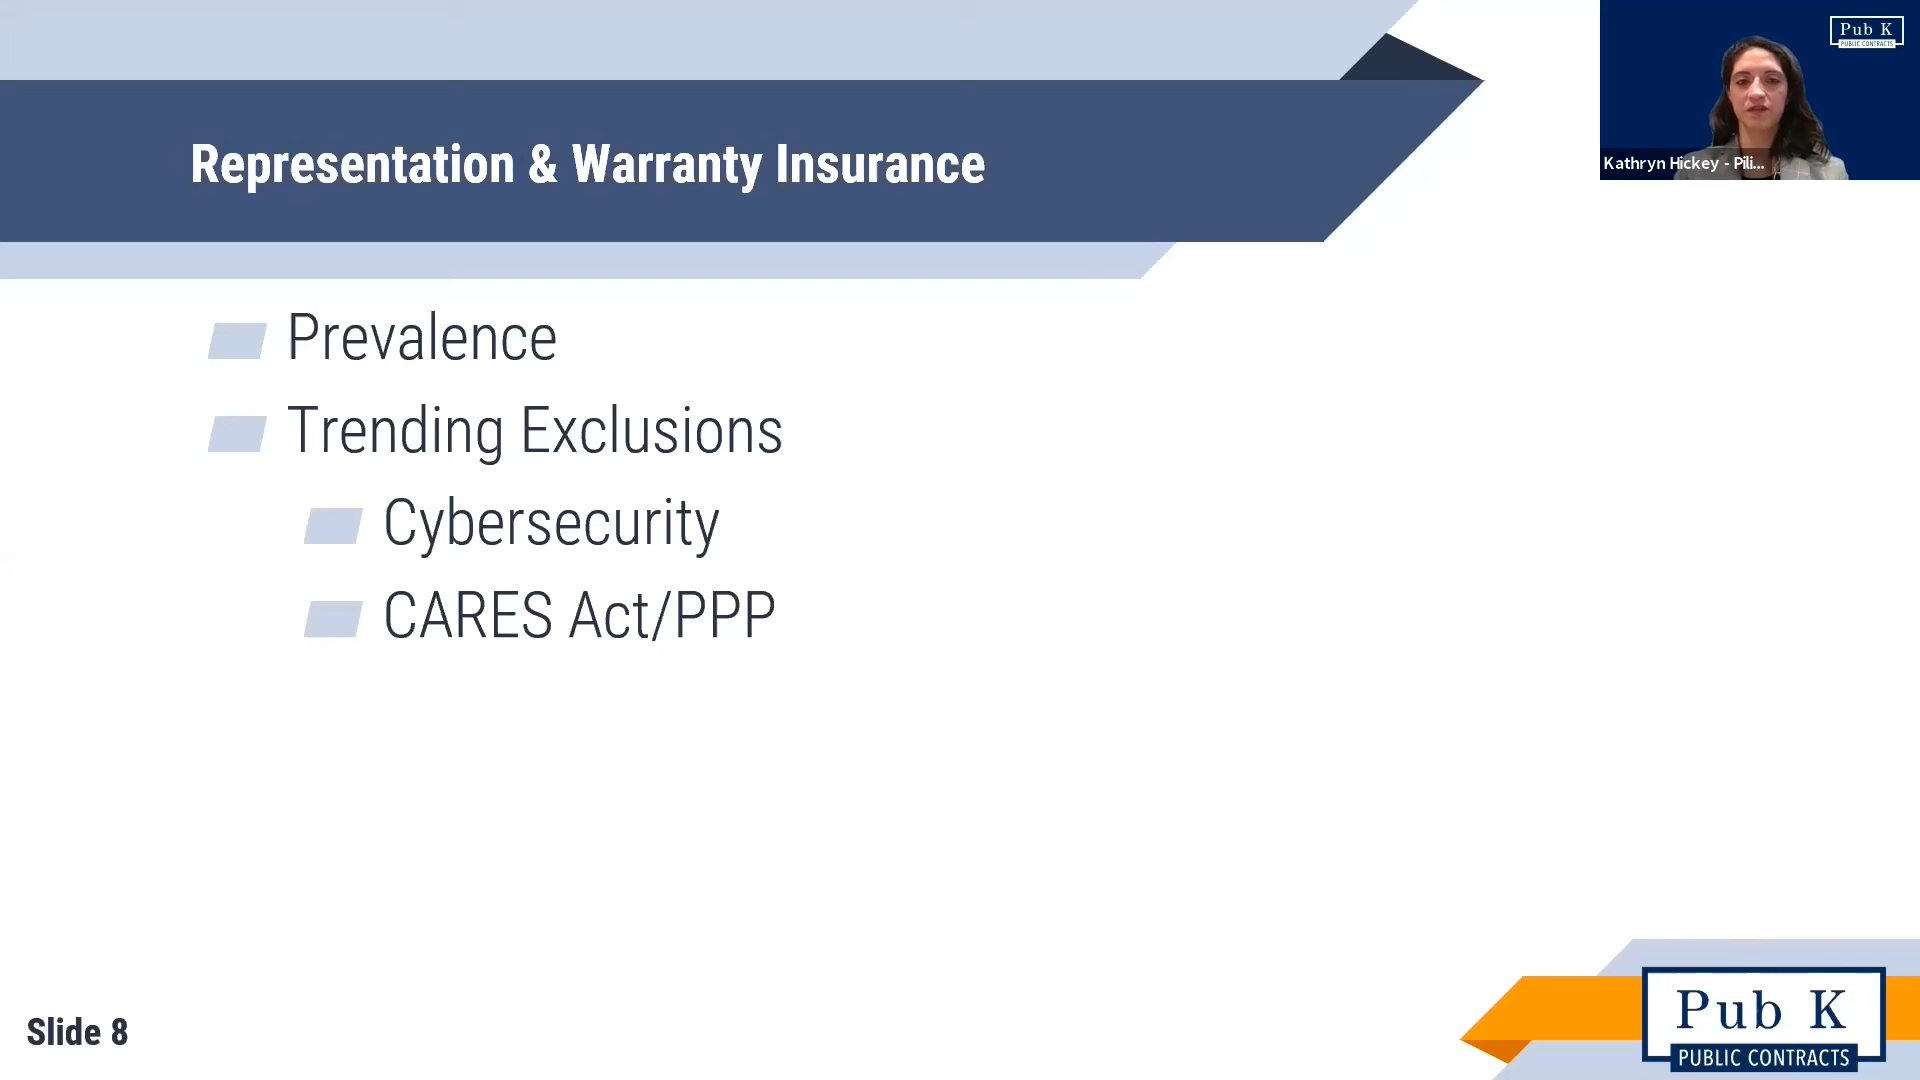 Pub K
PUBLIC CONTRACTS
Representation & Warranty Insurance
Kathryn Hickey - Pili...
Prevalence
Trending Exclusions
Cybersecurity
CARES Act/PPP
Slide 8
Pub K
PUBLIC CONTRACTS